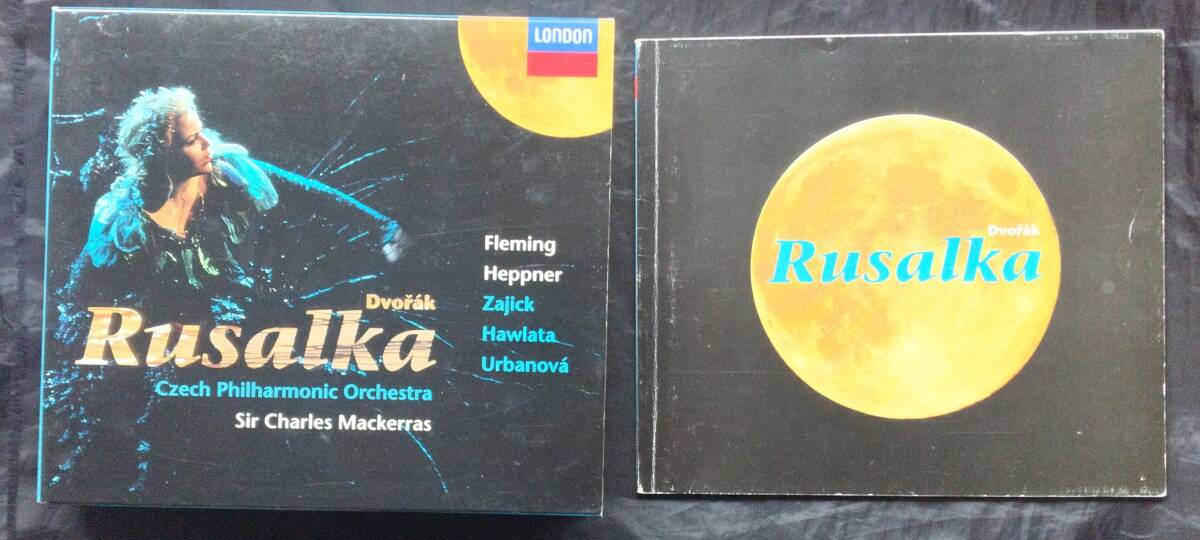 LONDON
Fleming
Heppner
Zajick
Hawlata
Urbanová
Dvořák
Rusalka
Czech Philharmonic Orchestra
Sir Charles Mackerras
Dvořák
Rusalka